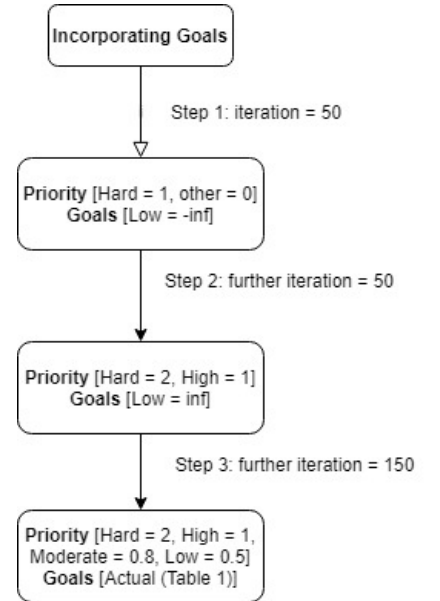 Incorporating Goals
Step 1: iteration = 50
Priority [Hard = 1, other = 0]
Goals [Low = -inf]
Step 2: further iteration = 50
Priority [Hard = 2, High = 1]
Goals [Low = inf]
Step 3: further iteration = 150
Priority [Hard = 2, High = 1,
Moderate = 0.8, Low = 0.5]
Goals [Actual (Table 1)]